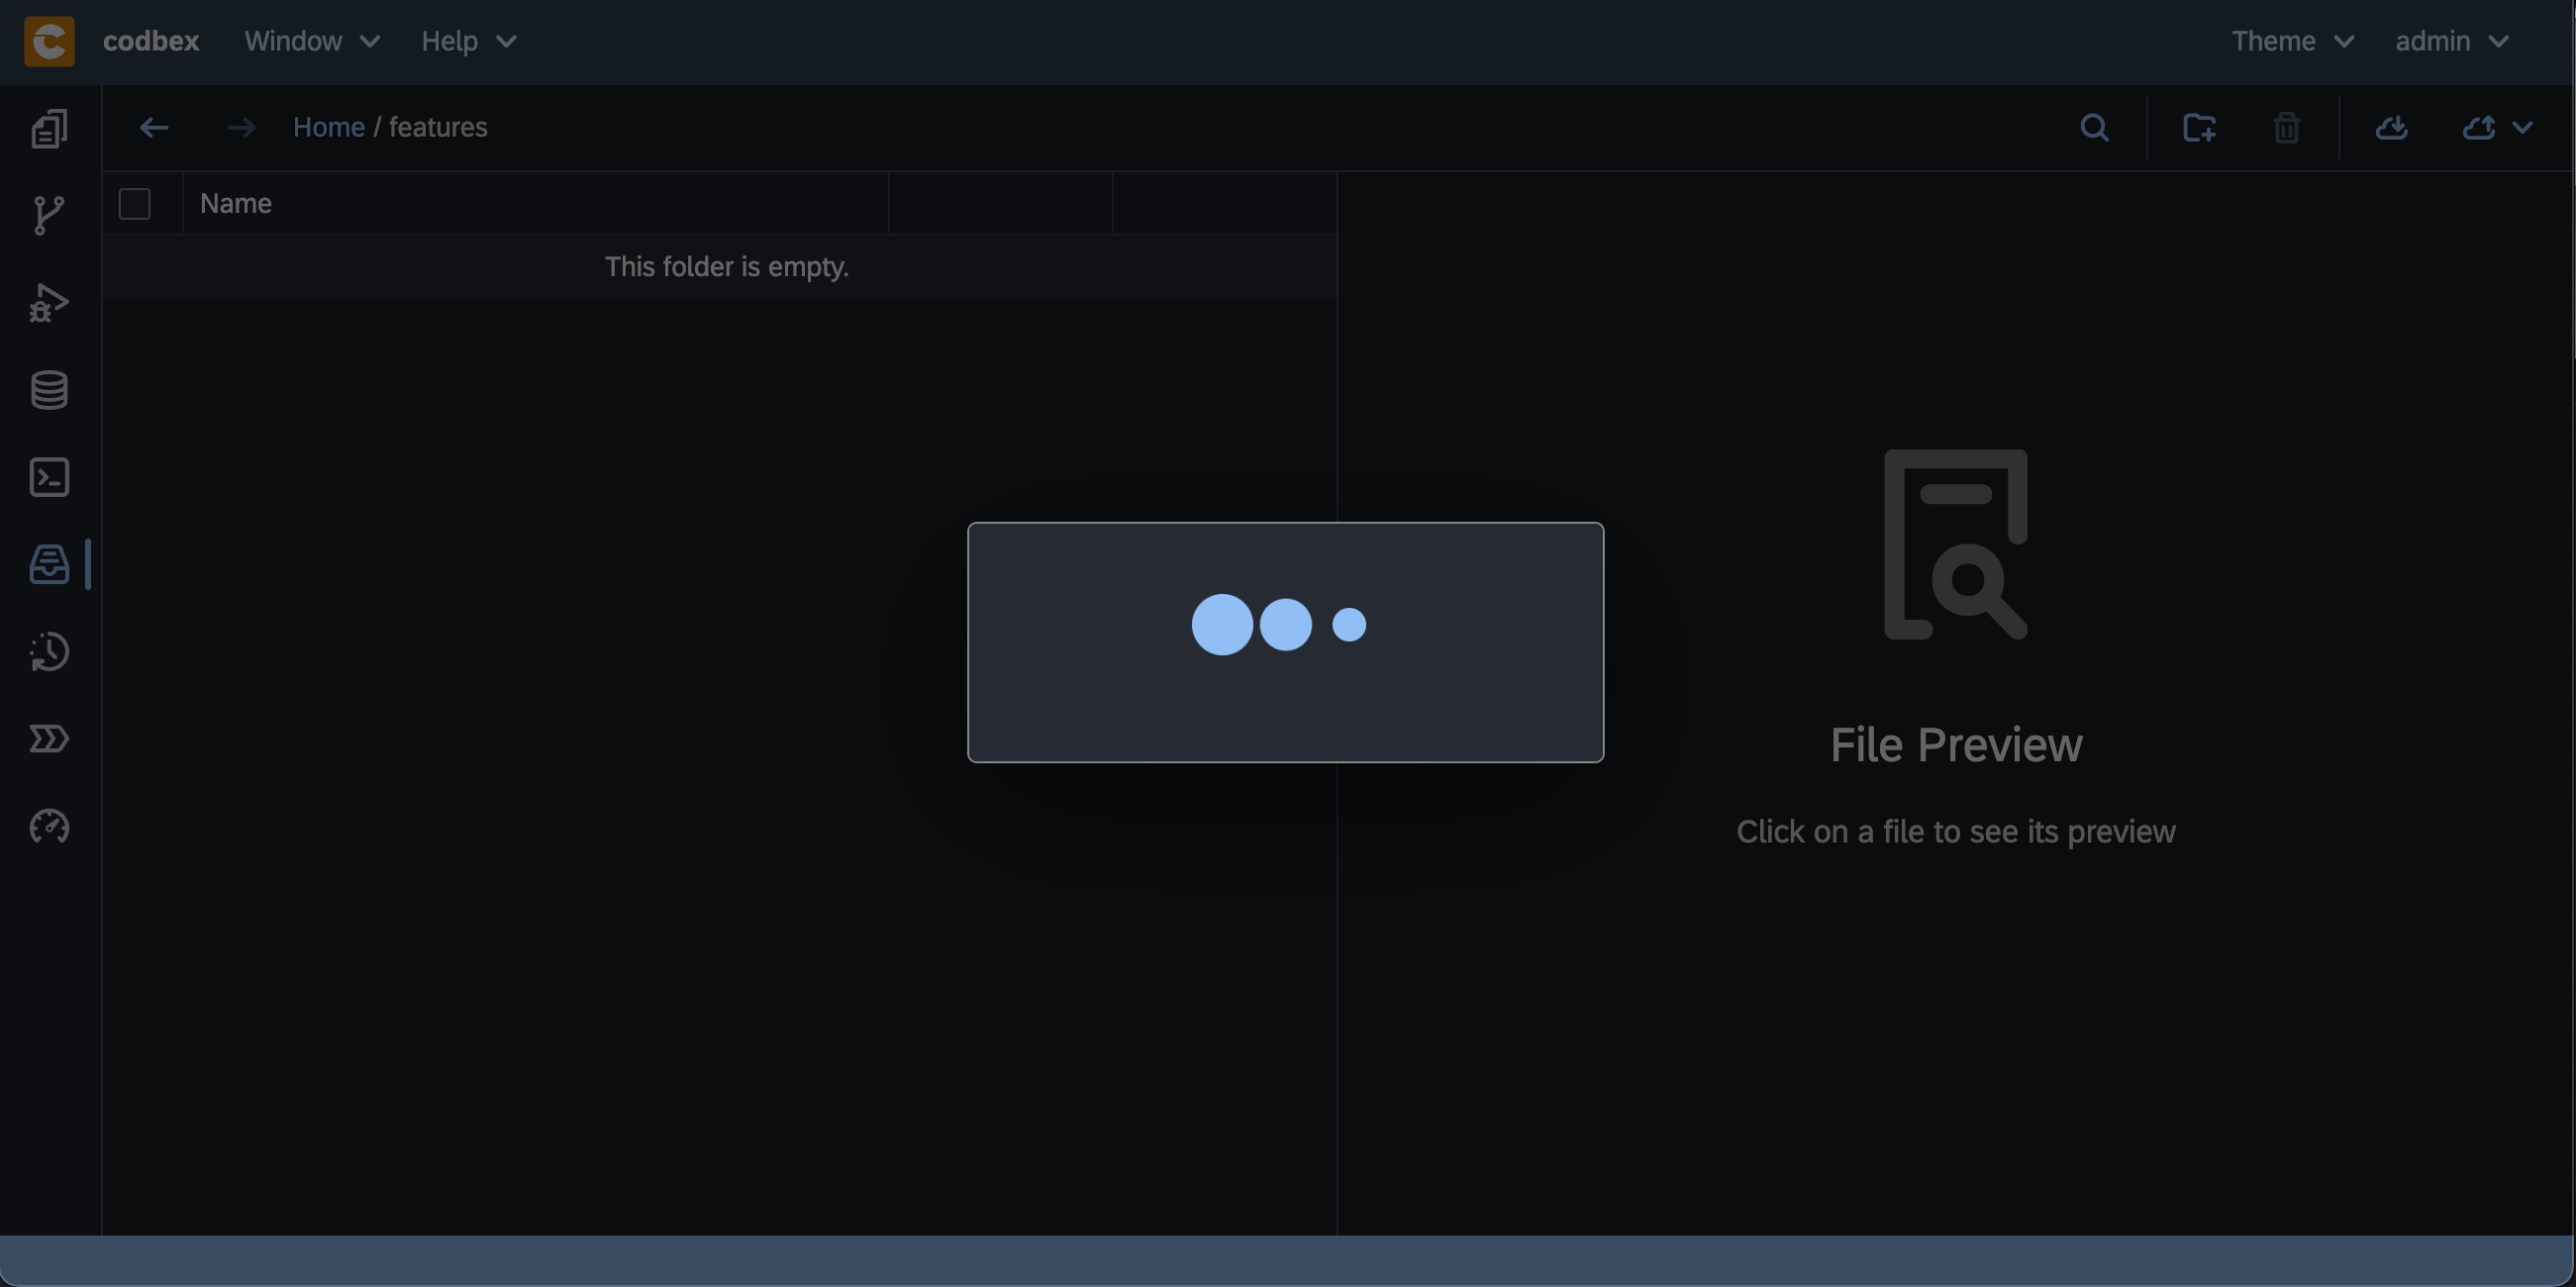 codbex Window Help Theme admin
Home / features
Name
This folder is empty.
File Preview
Click on a file to see its preview